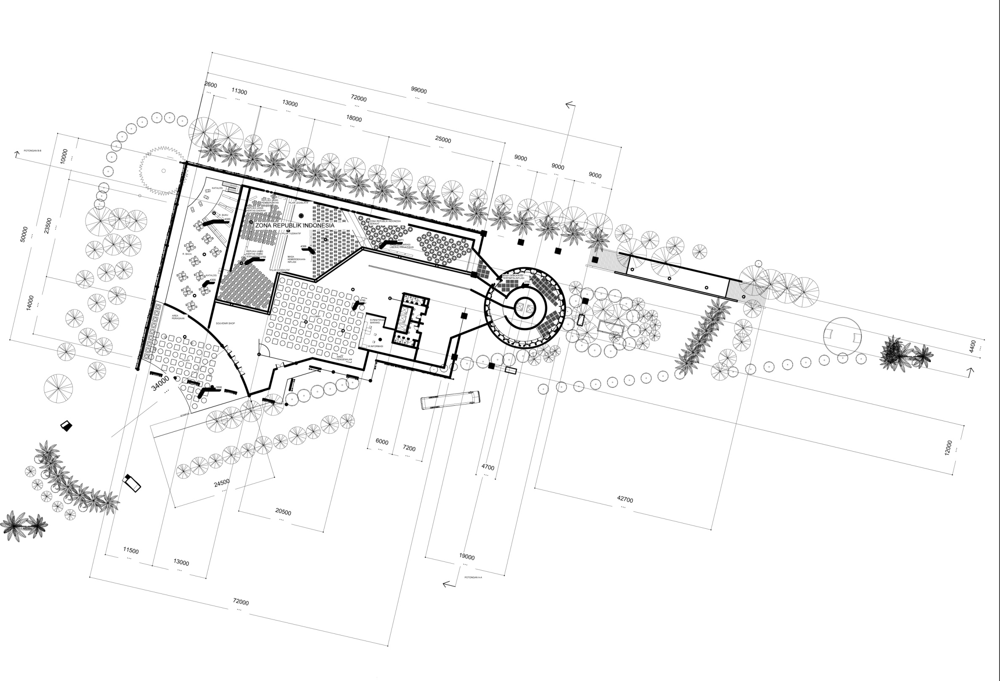 99000
72000
2600
11300
13000
18000
25000
9000
9000
9000
POTONGAN B-B
10000
50000
23500
14000
KATALOG
REPLIKA UANG
PEMBERONTAK
PILAR LEGISLATIF
REPLIKA UANG
KERTAS DAERAH
R. BUKU
4300
ZONA REPUBLIK INDONESIA
ZONA REPUBLIK INDONESIA
SERIKAT
PILAR YUDIKATIF
4366
4071
LIBERAL-PRIVATISASI
R. BACA
REPLIKA UANG
KERTAS VERSI
3750
MASA
KEMERDEKAAN-
INFLASI
PILAR EKSEKUTIF
KATALOG
4300
MASA DEMOKRASI
TERPIMPIN-INFLASI
3750
3750
AREA
PERAGAAN
SOUVENIR SHOP
LOBBY
R.PENITIPAN
BARANG
R.INFORMASI
PLAZA
AREA
PENGENALAN
34000
3500
4400
12000
6000
7200
4700
24500
42700
20500
11500
13000
19000
POTONGAN A-A
72000